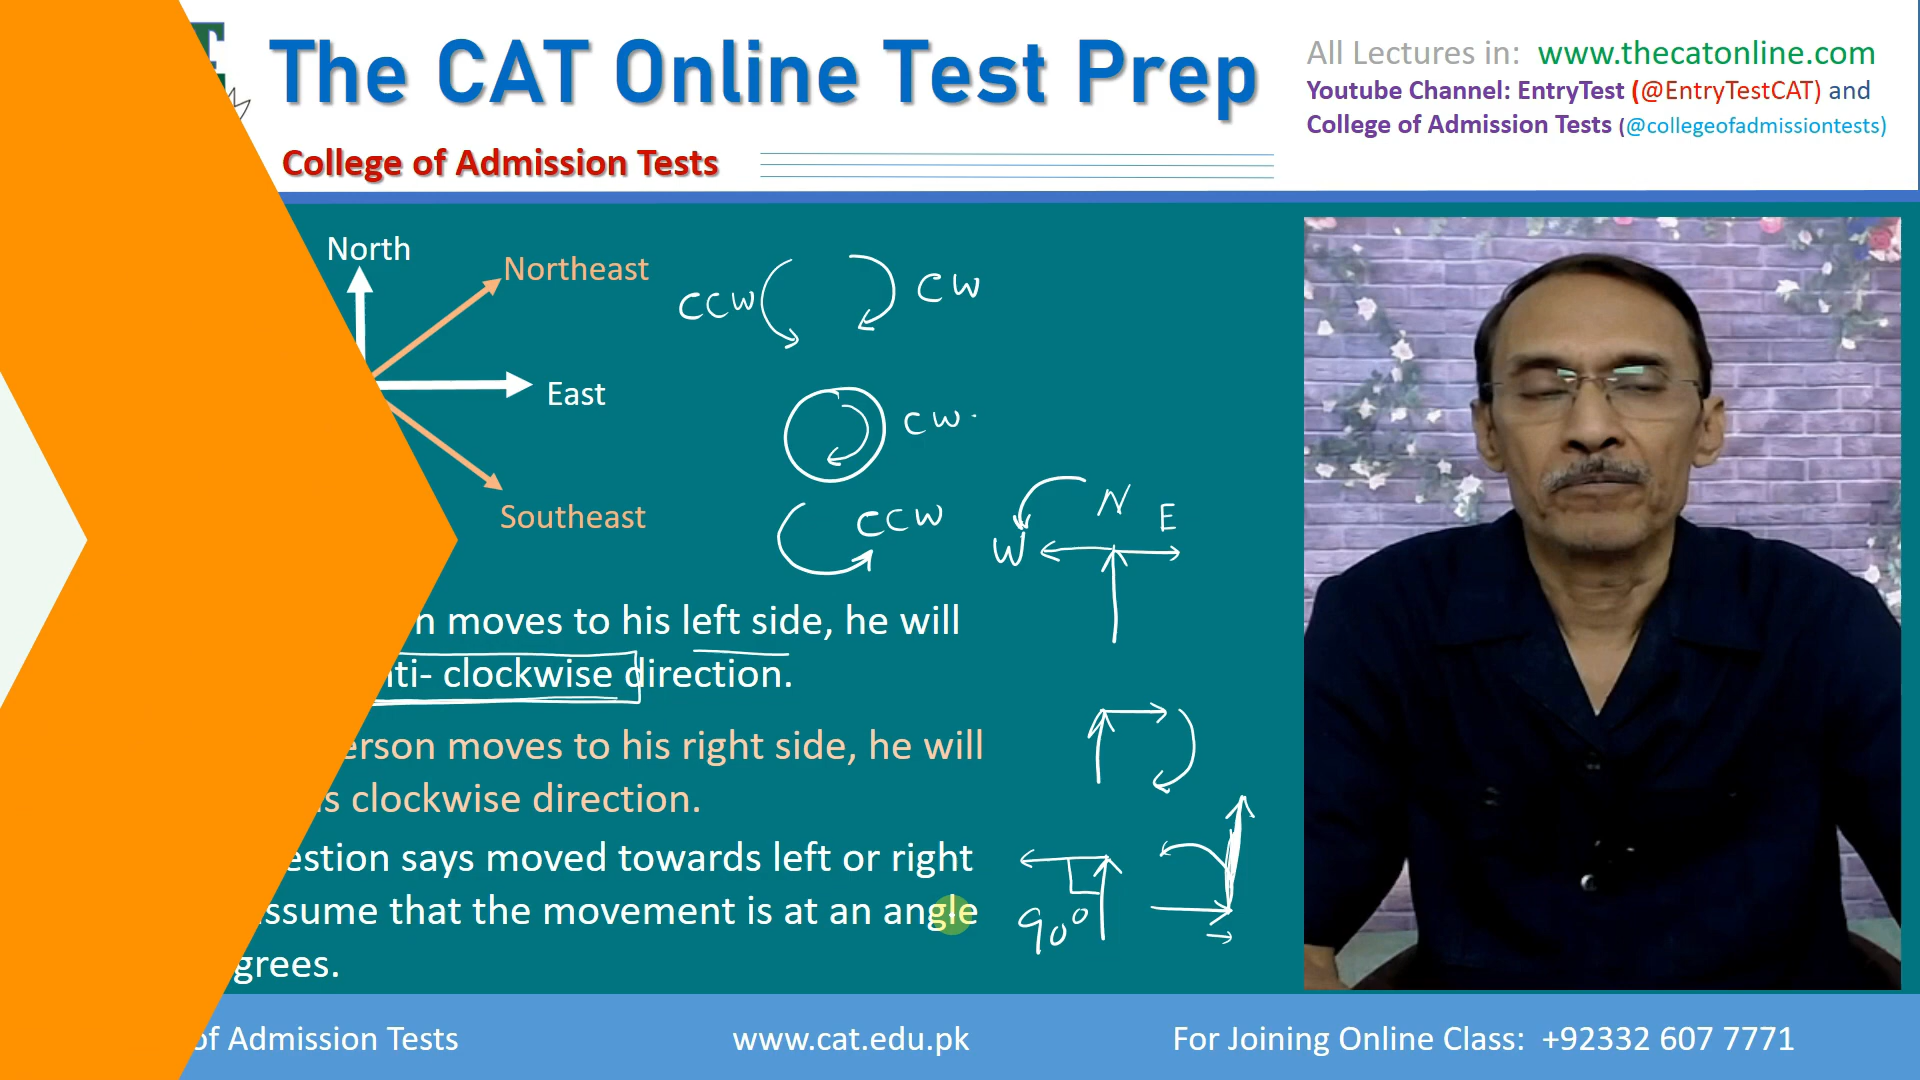 The CAT Online Test Prep
College of Admission Tests
All Lectures in: www.thecatonline.com
Youtube Channel: EntryTest (@EntryTestCAT) and
College of Admission Tests (@collegeofadmissiontests)
North
Northeast
East
Southeast
CCW
CW
CW
CCW
N
E
W
n moves to his left side, he will
ti- clockwise direction.
erson moves to his right side, he will
s clockwise direction.
estion says moved towards left or right
ssume that the movement is at an angle
grees.
90°
of Admission Tests
www.cat.edu.pk
For Joining Online Class: +92332 607 7771